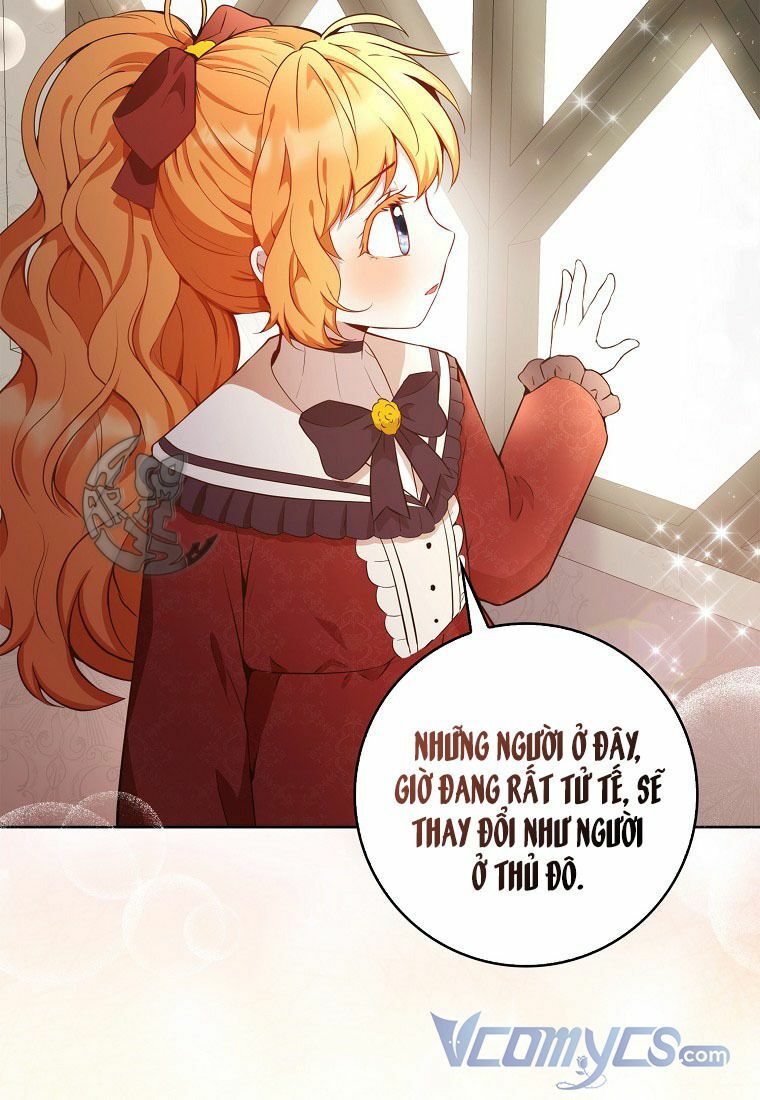 NHỮNG NGƯỜI Ở ĐÂY,
GIỜ ĐANG RẤT TỬ TẾ, SẼ
THAY ĐỔI NHƯ NGƯỜI
Ở THỦ ĐÔ.
VCOMYCS.com